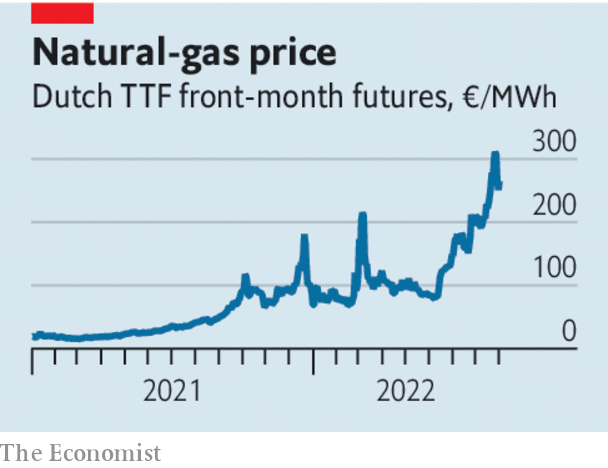 Natural-gas price
Dutch TTF front-month futures, €/MWh
300
200
100
0
2021 2022
The Economist